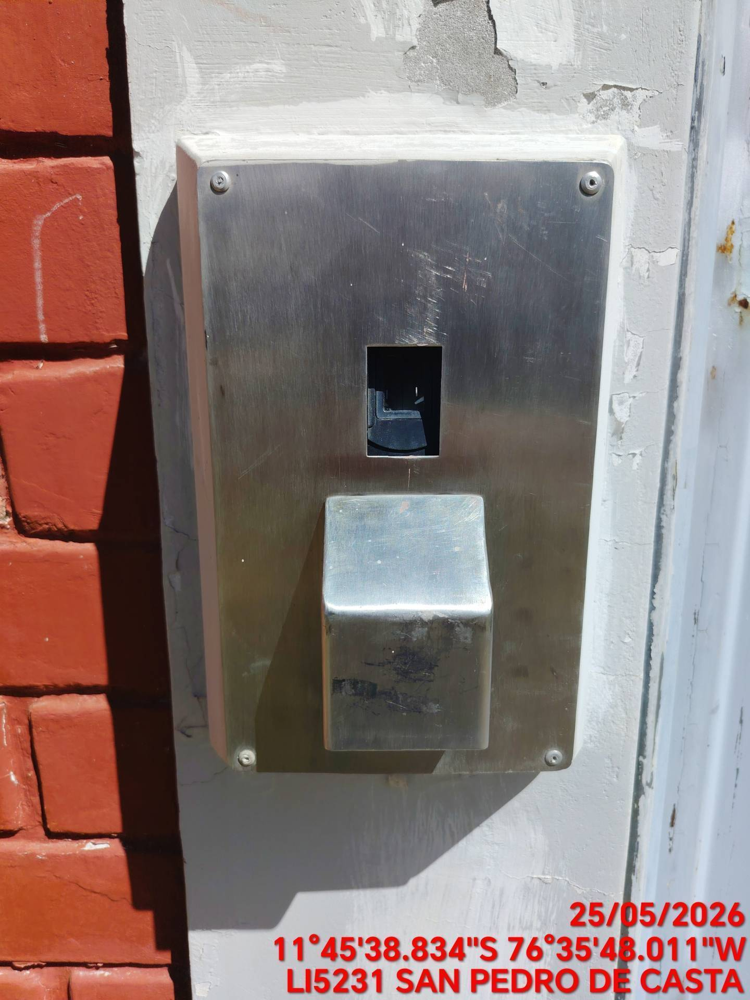 25/05/2026
11°45'38.834"S 76°35'48.011"W
LI5231 SAN PEDRO DE CASTA